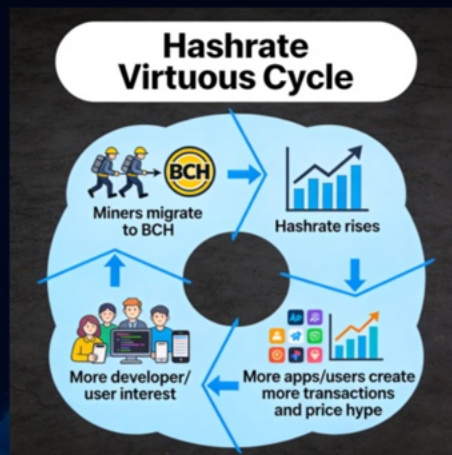 Hashrate
Virtuous Cycle
BCH
Miners migrate
to BCH
Hashrate rises
More apps/users create
more transactions
and price hype
More developer/
user interest